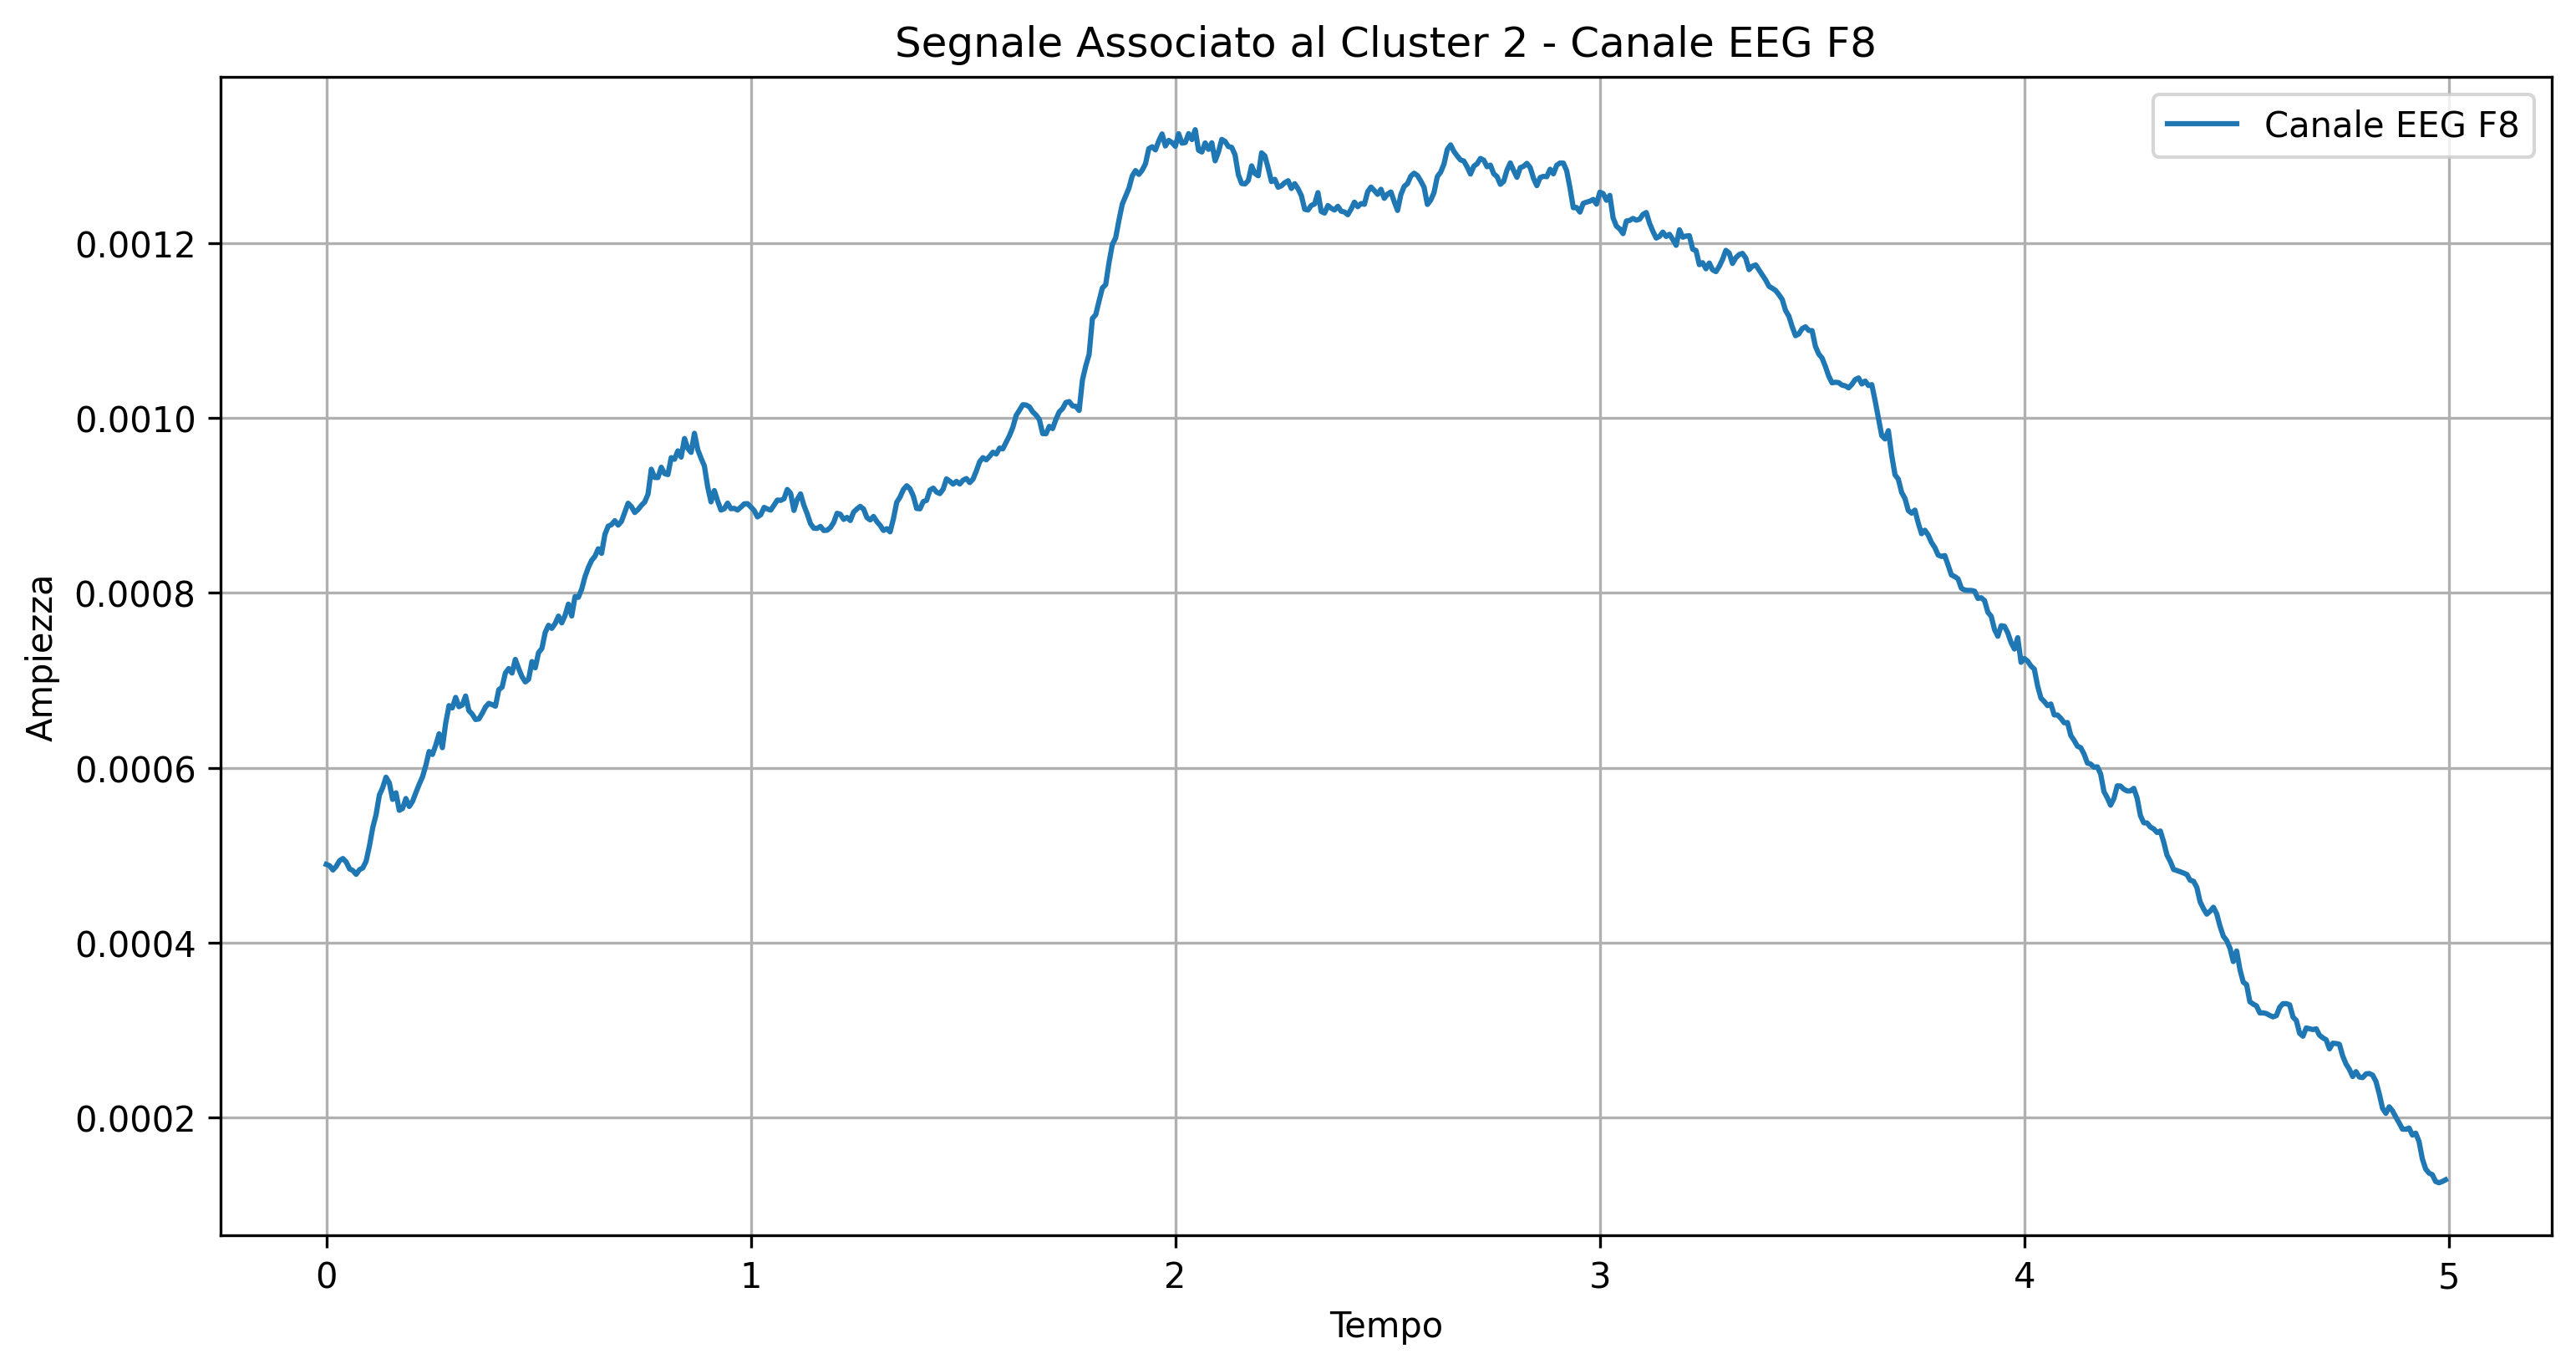 Segnale Associato al Cluster 2 - Canale EEG F8
Canale EEG F8
0.0012
0.0010
0.0008
0.0006
0.0004
0.0002
Ampiezza
0 1 2 3 4 5
Tempo